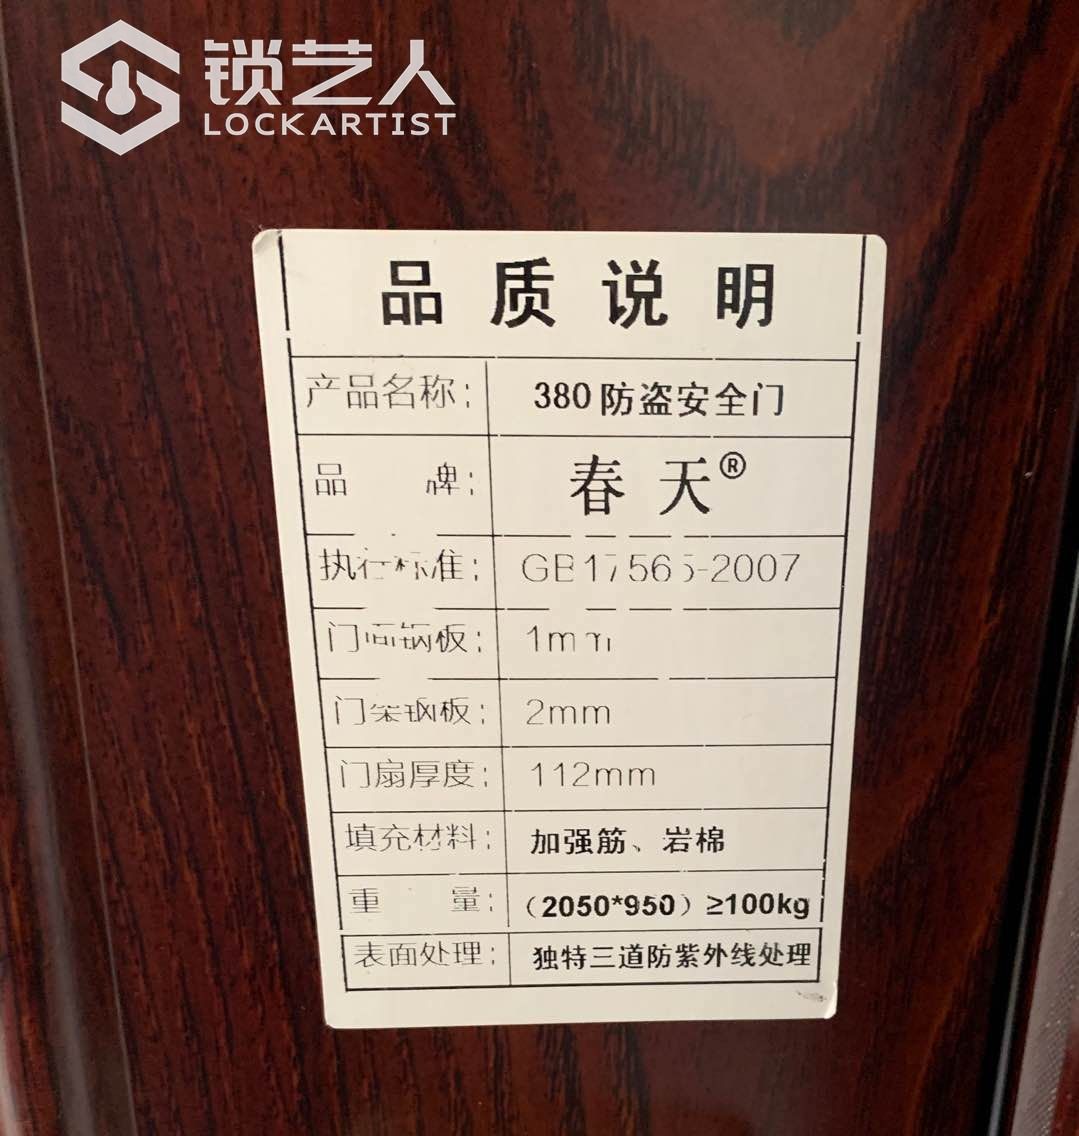 锁艺人
LOCKARTIST
品质说明
产品名称: 380防盗安全门
品 牌: 春天®
执行标准: GB17565-2007
门面钢板: 1mm
门架钢板: 2mm
门扇厚度: 112mm
填充材料: 加强筋、岩棉
重 量: (2050*950) ≥100kg
表面处理: 独特三道防紫外线处理